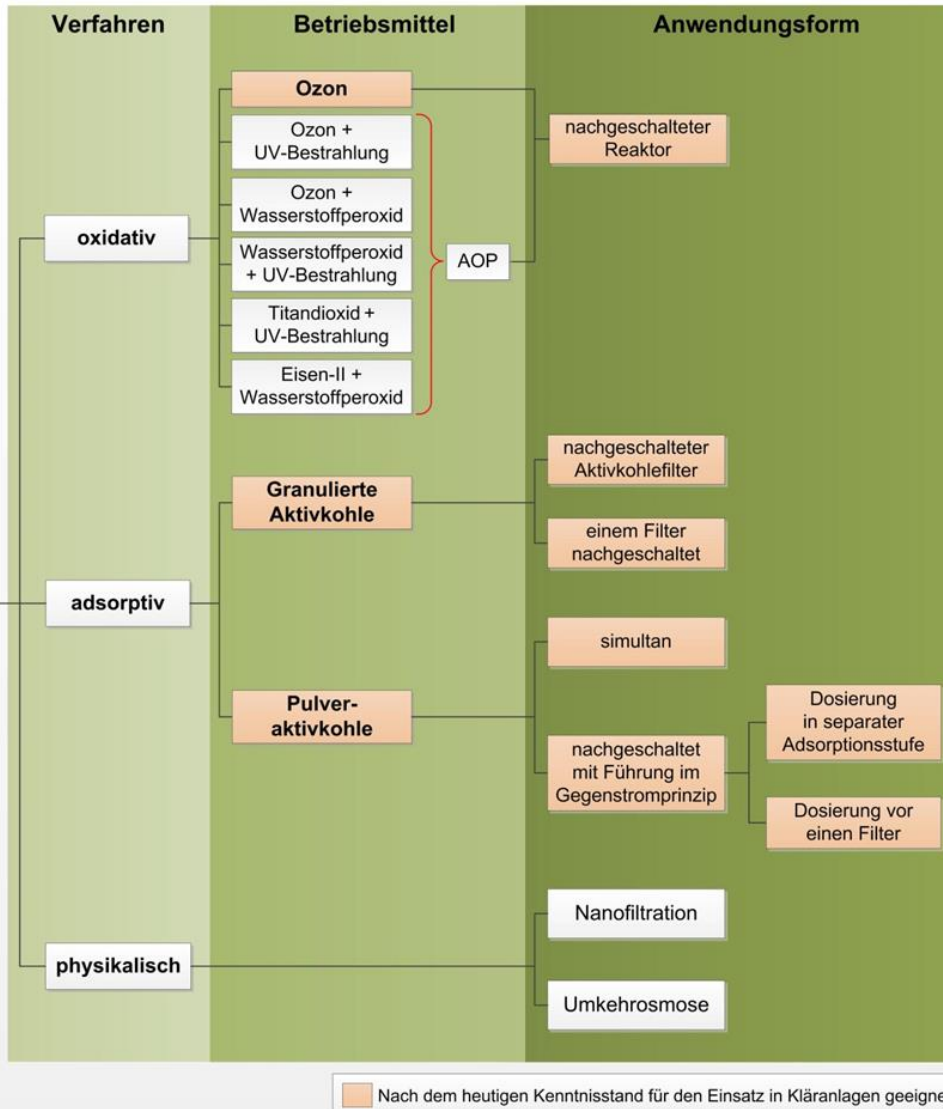 Verfahren
Betriebsmittel
Anwendungsform
oxidativ
Ozon
Ozon +
UV-Bestrahlung
Ozon +
Wasserstoffperoxid
Wasserstoffperoxid
+ UV-Bestrahlung
Titandioxid +
UV-Bestrahlung
Eisen-II +
Wasserstoffperoxid
AOP
nachgeschalteter
Reaktor
adsorptiv
Granulierte
Aktivkohle
nachgeschalteter
Aktivkohlefilter
einem Filter
nachgeschaltet
Pulver-
aktivkohle
simultan
nachgeschaltet
mit Führung im
Gegenstromprinzip
Dosierung
in separater
Adsorptionsstufe
Dosierung vor
einen Filter
physikalisch
Nanofiltration
Umkehrosmose
Nach dem heutigen Kenntnisstand für den Einsatz in Kläranlagen geeigne